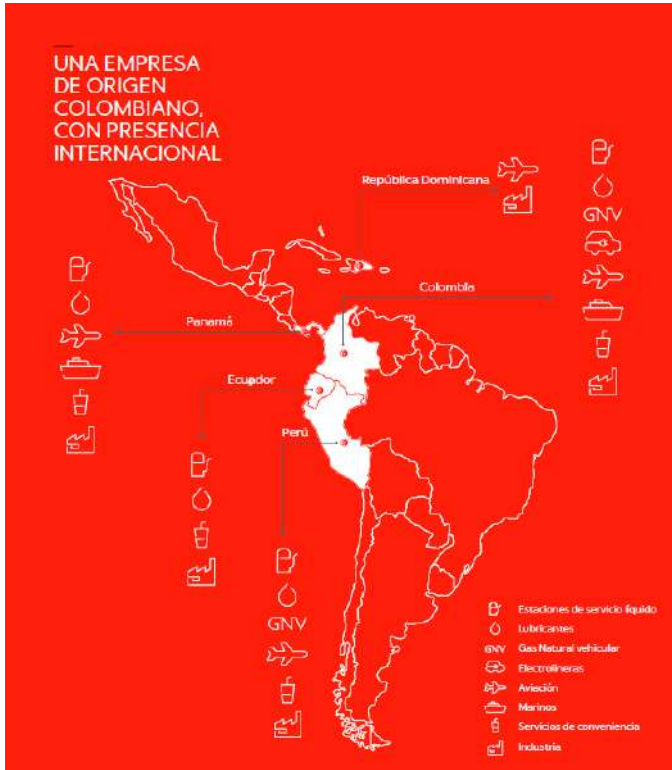 UNA EMPRESA
DE ORIGEN
COLOMBIANO,
CON PRESENCIA
INTERNACIONAL
República Dominicana
GNV
Colombia
Panamá
Ecuador
Perú
GNV
Estaciones de servicio líquido
Lubricantes
GNV Gas Natural vehicular
Electrolineras
Aviación
Marinos
Servicios de conveniencia
Industria